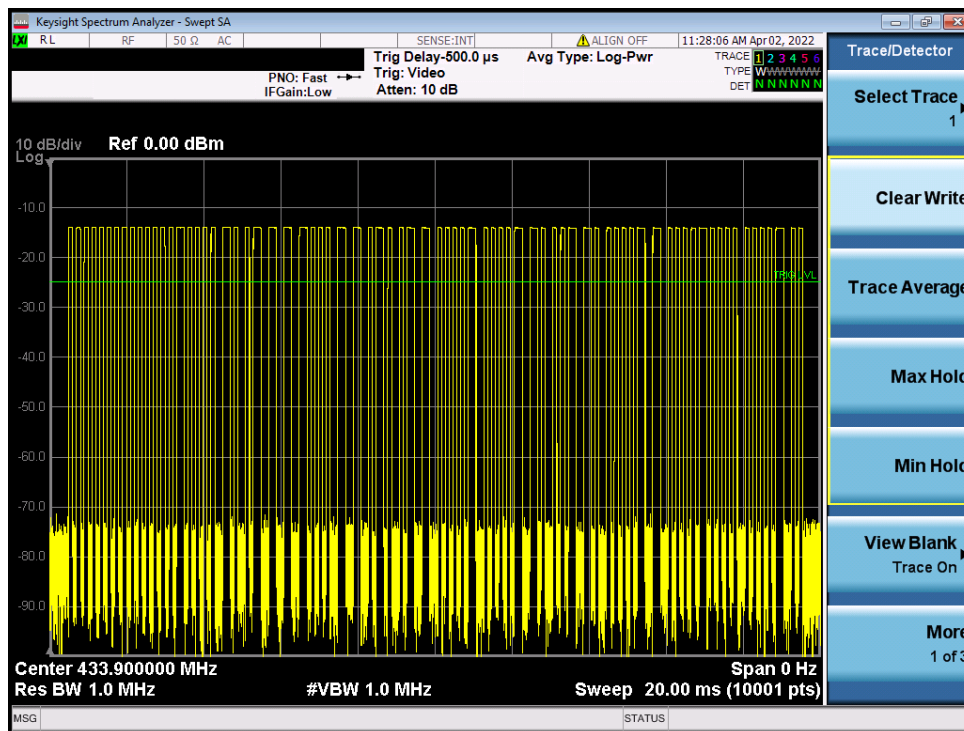 Keysight Spectrum Analyzer - Swept SA
LXI RL RF 50 Ω AC SENSE:INT ALIGN OFF 11:28:06 AM Apr 02, 2022
Trig Delay-500.0 µs Avg Type: Log-Pwr TRACE 1 2 3 4 5 6
PNO: Fast Trig: Video TYPE W
IFGain:Low Atten: 10 dB DET N N N N N N
Trace/Detector
Select Trace
1
Clear Write
Trace Average
Max Hold
Min Hold
View Blank
Trace On
More
1 of 3
10 dB/div Ref 0.00 dBm
Log
-10.0
-20.0
TRIG LVL
-30.0
-40.0
-50.0
-60.0
-70.0
-80.0
-90.0
Center 433.900000 MHz Span 0 Hz
Res BW 1.0 MHz #VBW 1.0 MHz Sweep 20.00 ms (10001 pts)
MSG STATUS